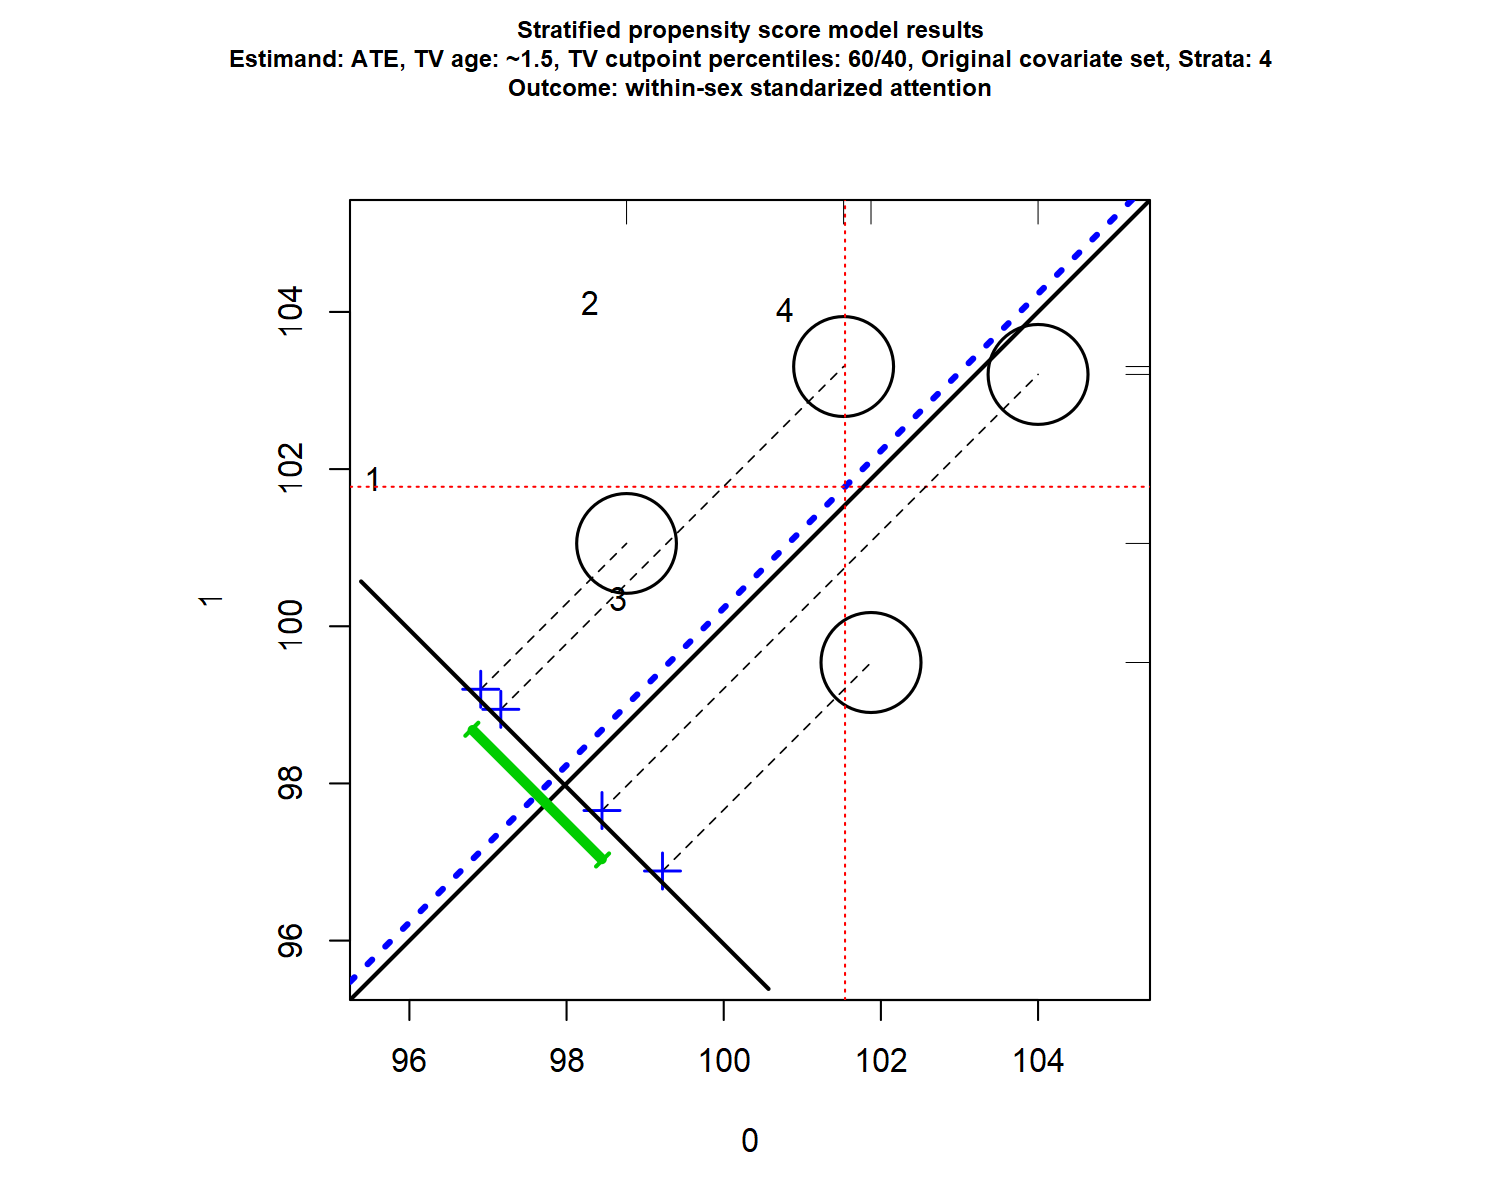 Stratified propensity score model results
Estimand: ATE, TV age: ~1.5, TV cutpoint percentiles: 60/40, Original covariate set, Strata: 4
Outcome: within-sex standarized attention
2
4
104
1
102
3
1
100
98
96
96 98 100 102 104
0